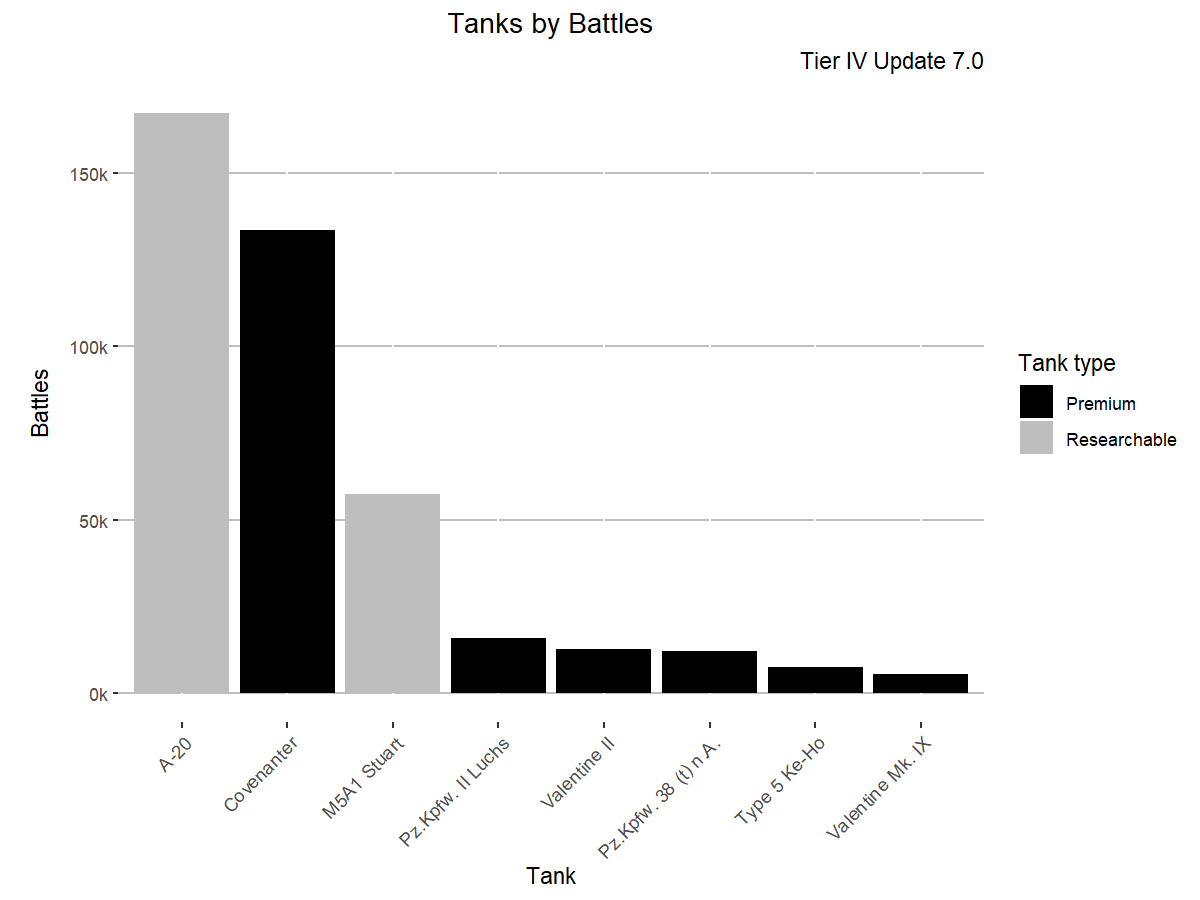 Tanks by Battles
Tier IV Update 7.0
150k
100k
50k
0k
Battles
A-20
Covenanter
M5A1 Stuart
Pz.Kpfw. II Luchs
Valentine II
Pz.Kpfw. 38 (t) n A.
Type 5 Ke-Ho
Valentine Mk. IX
Tank
Tank type
Premium
Researchable